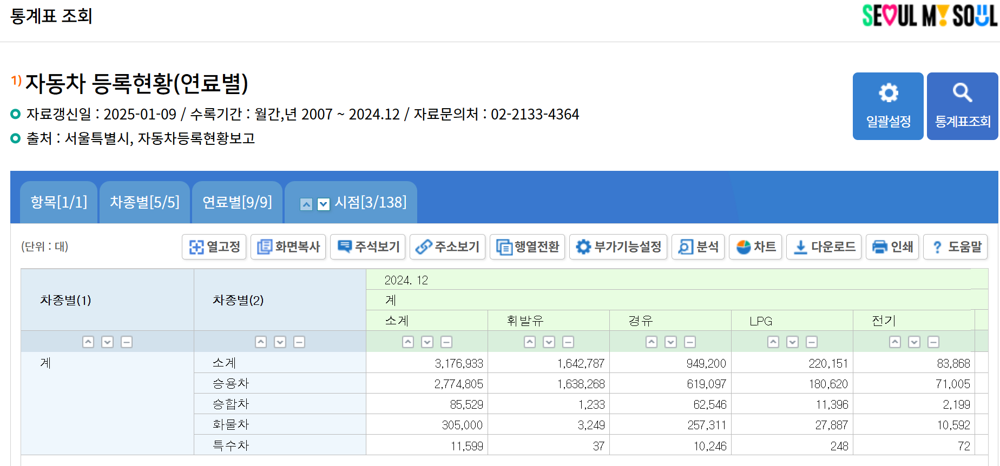 통계표 조회
SEOUL MY SOUL
1) 자동차 등록현황(연료별)
자료갱신일 : 2025-01-09 / 수록기간 : 월간,년 2007 ~ 2024.12 / 자료문의처 : 02-2133-4364
출처 : 서울특별시, 자동차등록현황보고
일괄설정 통계표조회
항목[1/1] 차종별[5/5] 연료별[9/9] 시점[3/138]
(단위 : 대) 열고정 화면복사 주석보기 주소보기 행열전환 부가기능설정 분석 차트 다운로드 인쇄 ? 도움말
차종별(1) 차종별(2) 2024. 12
계
소계 휘발유 경유 LPG 전기
계 소계 3,176,933 1,642,787 949,200 220,151 83,868
승용차 2,774,805 1,638,268 619,097 180,620 71,005
승합차 85,529 1,233 62,546 11,396 2,199
화물차 305,000 3,249 257,311 27,887 10,592
특수차 11,599 37 10,246 248 72